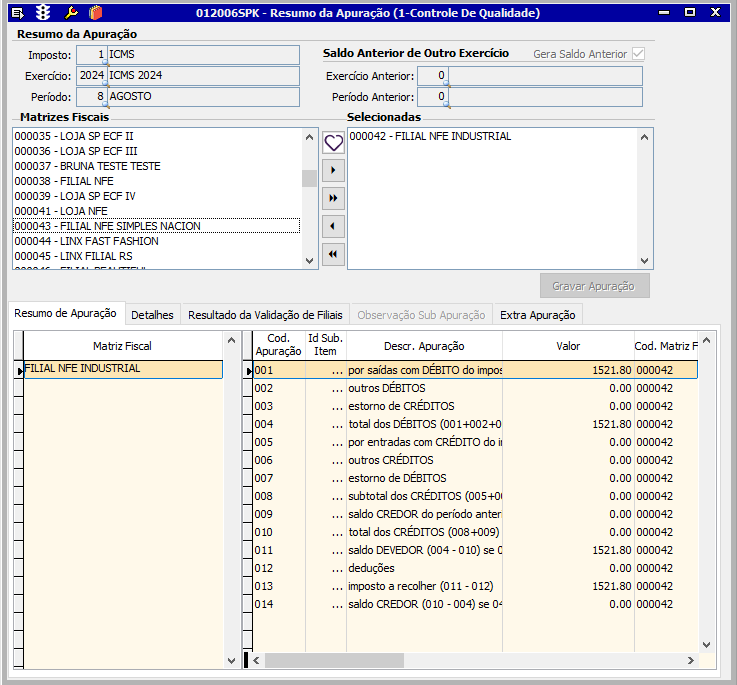 012006SPK - Resumo da Apuração (1-Controle De Qualidade)
Resumo da Apuração
Imposto: 1 ICMS
Saldo Anterior de Outro Exercício Gera Saldo Anterior
Exercício: 2024 ICMS 2024
Exercício Anterior: 0
Período: 8 AGOSTO
Período Anterior: 0
Matrizes Fiscais
Selecionadas
000035 - LOJA SP ECF II
000036 - LOJA SP ECF III
000037 - BRUNA TESTE TESTE
000038 - FILIAL NFE
000039 - LOJA SP ECF IV
000041 - LOJA NFE
000043 - FILIAL NFE SIMPLES NACION
000044 - LINX FAST FASHION
000045 - LINX FILIAL RS
000042 - FILIAL NFE INDUSTRIAL
Gravar Apuração
Resumo de Apuração Detalhes Resultado da Validação de Filiais Observação Sub Apuração Extra Apuração
Matriz Fiscal
FILIAL NFE INDUSTRIAL
Cod. Apuração Id Sub. Item Descr. Apuração Valor Cod. Matriz F
001 ... por saídas com DÉBITO do impos 1521.80 000042
002 ... outros DÉBITOS 0.00 000042
003 ... estorno de CRÉDITOS 0.00 000042
004 ... total dos DÉBITOS (001+002+0 1521.80 000042
005 ... por entradas com CRÉDITO do i 0.00 000042
006 ... outros CRÉDITOS 0.00 000042
007 ... estorno de DÉBITOS 0.00 000042
008 ... subtotal dos CRÉDITOS (005+0 0.00 000042
009 ... saldo CREDOR do período anter 0.00 000042
010 ... total dos CRÉDITOS (008+009) 0.00 000042
011 ... saldo DEVEDOR (004 - 010) se 0 1521.80 000042
012 ... deduções 0.00 000042
013 ... imposto a recolher (011 - 012) 1521.80 000042
014 ... saldo CREDOR (010 - 004) se 0 0.00 000042